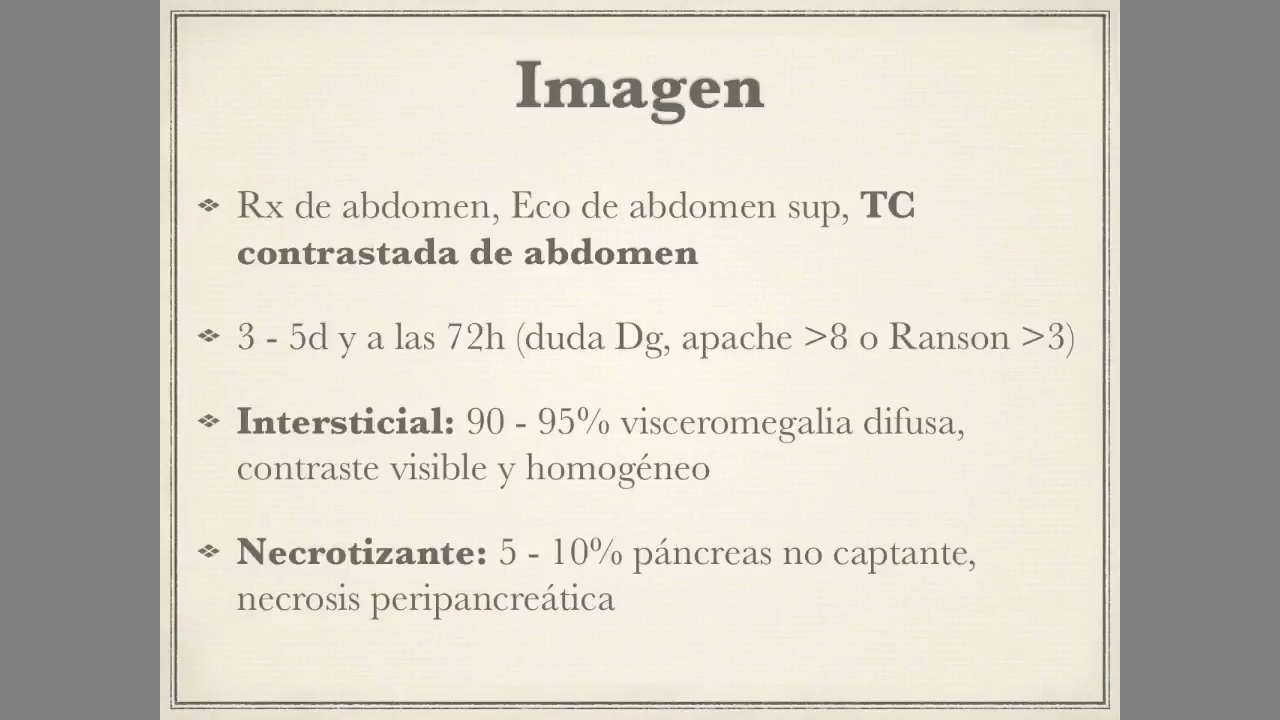 Imagen
Rx de abdomen, Eco de abdomen sup, TC
contrastada de abdomen
3 - 5d y a las 72h (duda Dg, apache >8 o Ranson >3)
Intersticial: 90 - 95% visceromegalia difusa,
contraste visible y homogéneo
Necrotizante: 5 - 10% páncreas no captante,
necrosis peripancreática